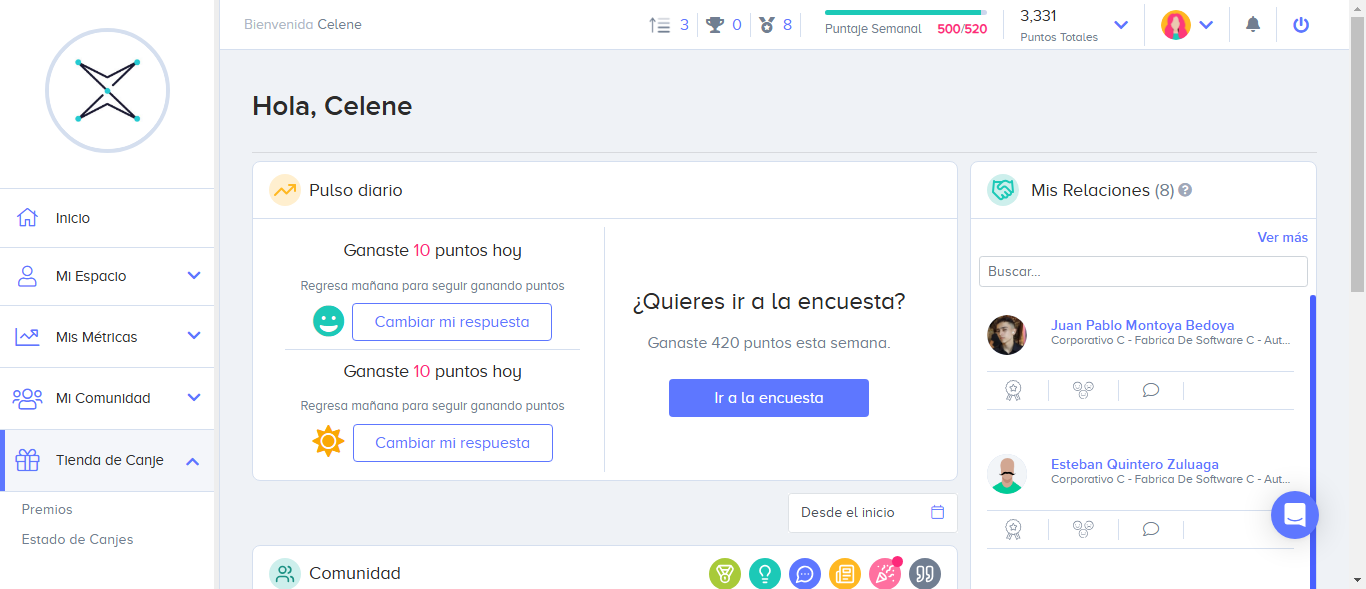 Bienvenida Celene
3
0
8
Puntaje Semanal 500/520
3,331
Puntos Totales
Inicio
Mi Espacio
Mis Métricas
Mi Comunidad
Tienda de Canje
Premios
Estado de Canjes
Hola, Celene
Pulso diario
Ganaste 10 puntos hoy
Regresa mañana para seguir ganando puntos
Cambiar mi respuesta
Ganaste 10 puntos hoy
Regresa mañana para seguir ganando puntos
Cambiar mi respuesta
¿Quieres ir a la encuesta?
Ganaste 420 puntos esta semana.
Ir a la encuesta
Desde el inicio
Comunidad
Mis Relaciones (8)
Ver más
Buscar...
Juan Pablo Montoya Bedoya
Corporativo C - Fabrica De Software C - Aut...
Esteban Quintero Zuluaga
Corporativo C - Fabrica De Software C - Aut...